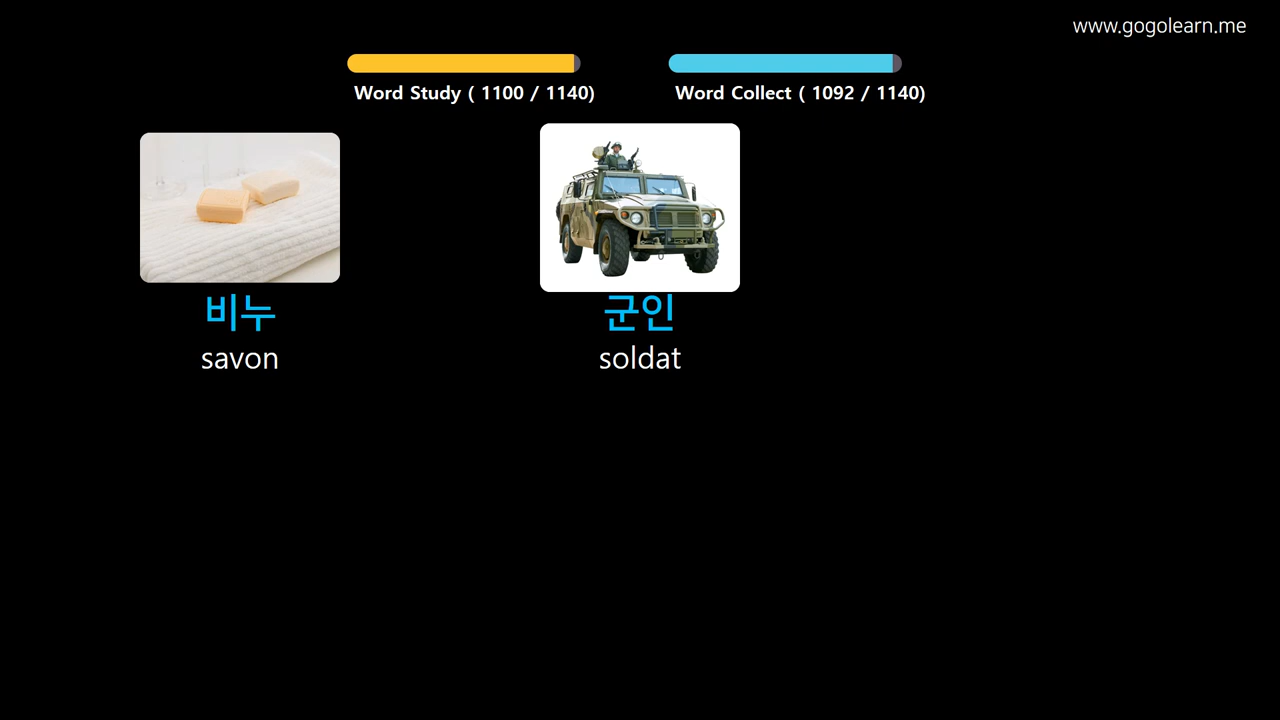 www.gogolearn.me
Word Study ( 1100 / 1140)
Word Collect ( 1092 / 1140)
비누
savon
군인
soldat